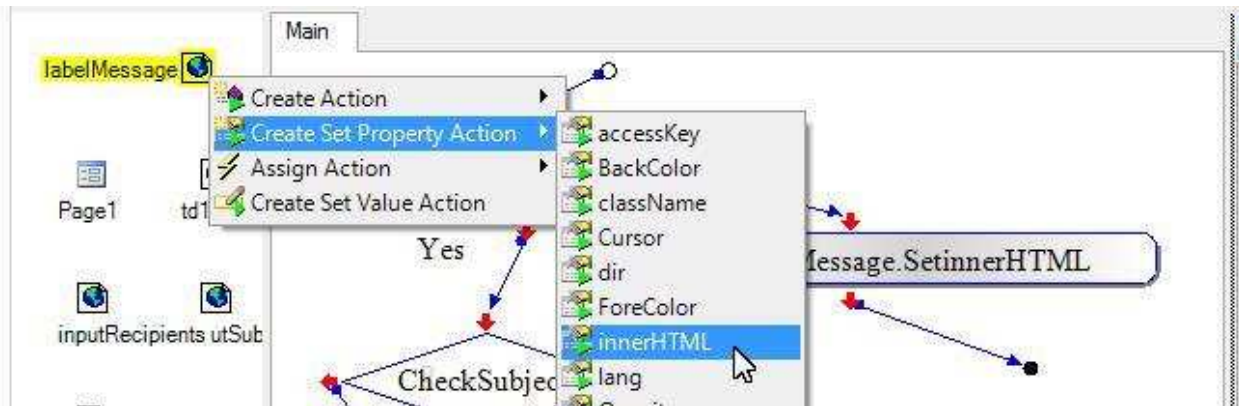 Main
labelMessage
Create Action
Create Set Property Action
accessKey
Assign Action
BackColor
Page1
td1
Create Set Value Action
className
Yes
Cursor
Message.SetinnerHTML
dir
ForeColor
inputRecipients utSub
innerHTML
CheckSubjec
lang